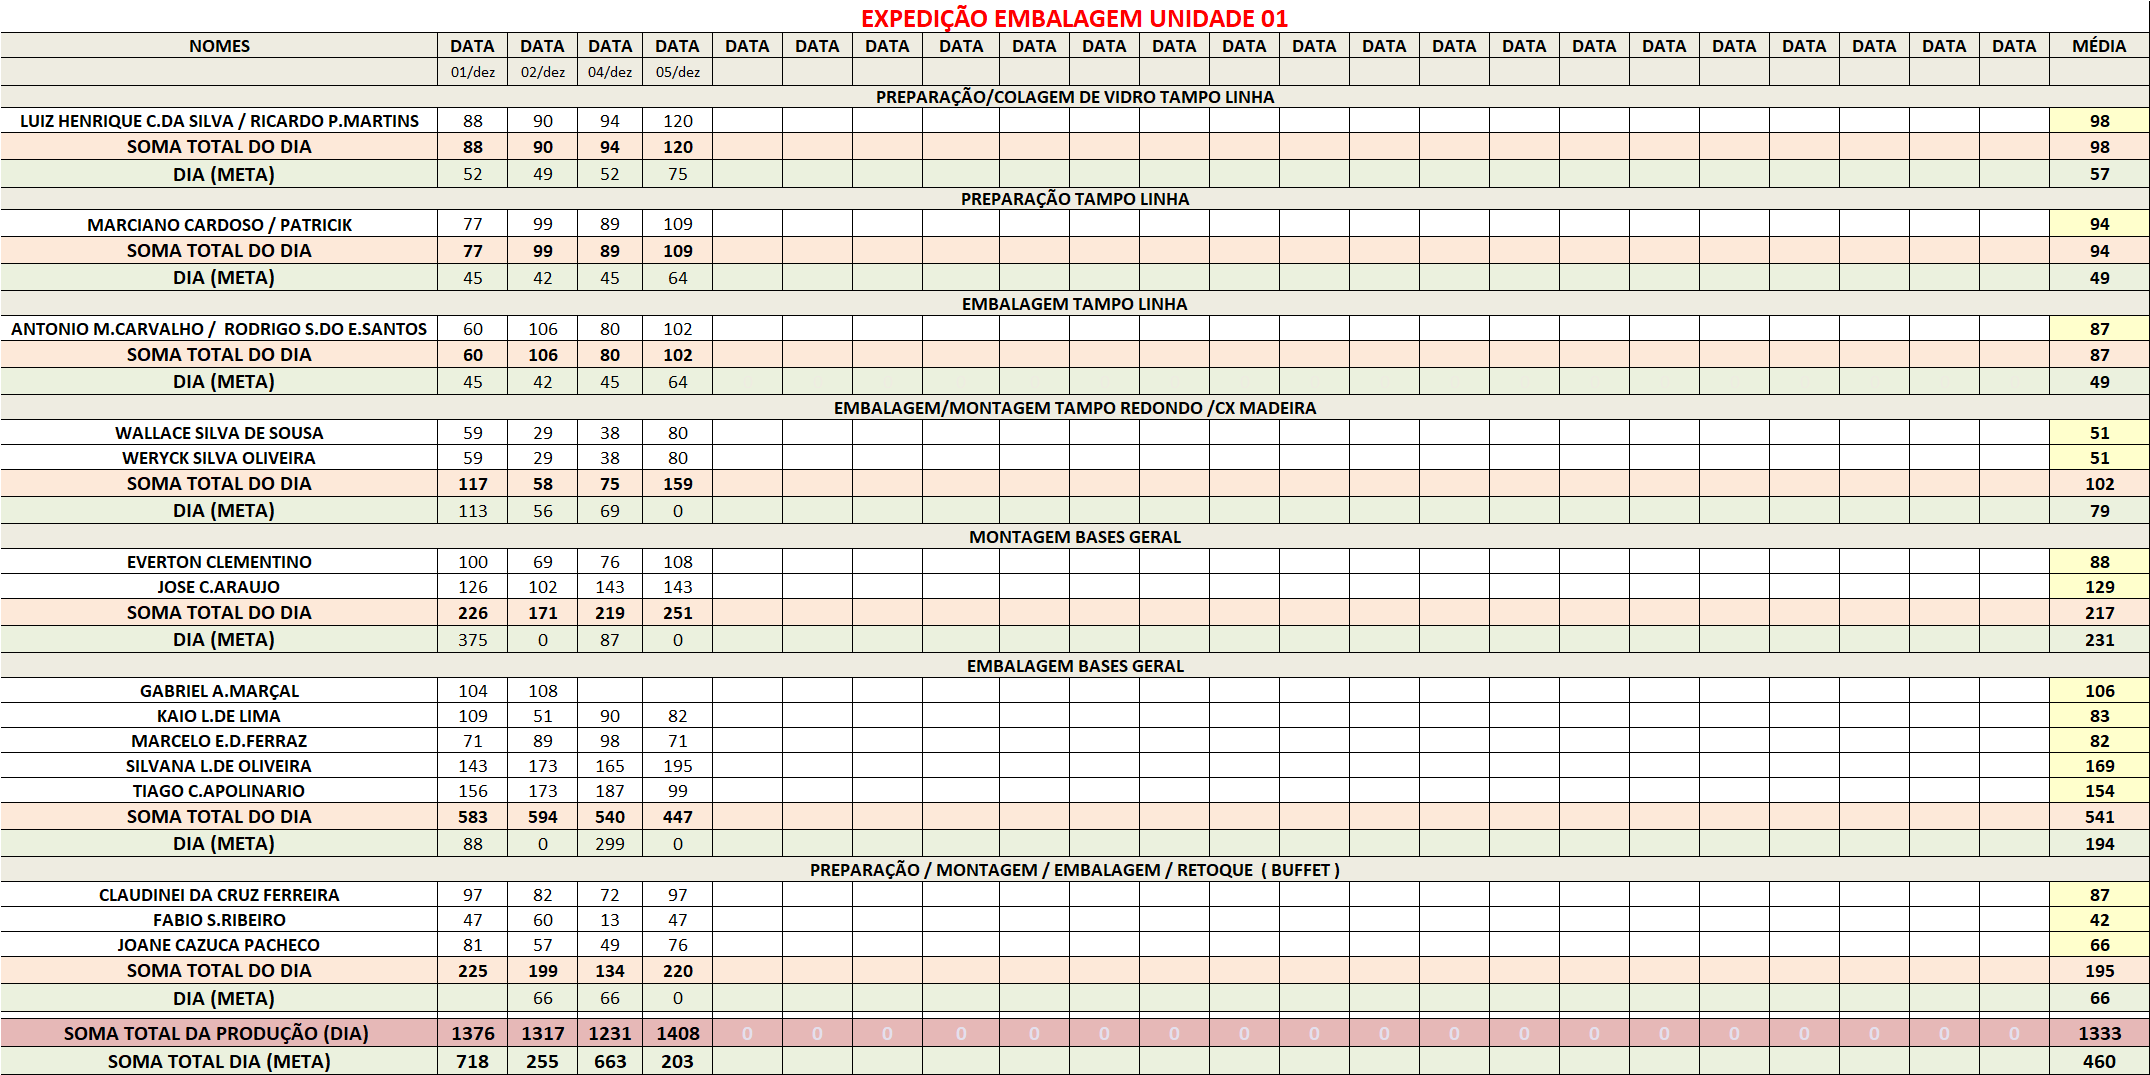 EXPEDIÇÃO EMBALAGEM UNIDADE 01
NOMES DATA DATA DATA DATA DATA DATA DATA DATA DATA DATA DATA DATA DATA DATA DATA DATA DATA DATA DATA DATA DATA DATA DATA MÉDIA
01/dez 02/dez 04/dez 05/dez
PREPARAÇÃO/COLAGEM DE VIDRO TAMPO LINHA
LUIZ HENRIQUE C.DA SILVA / RICARDO P.MARTINS 88 90 94 120 98
SOMA TOTAL DO DIA 88 90 94 120 98
DIA (META) 52 49 52 75 57
PREPARAÇÃO TAMPO LINHA
MARCIANO CARDOSO / PATRICIK 77 99 89 109 94
SOMA TOTAL DO DIA 77 99 89 109 94
DIA (META) 45 42 45 64 49
EMBALAGEM TAMPO LINHA
ANTONIO M.CARVALHO / RODRIGO S.DO E.SANTOS 60 106 80 102 87
SOMA TOTAL DO DIA 60 106 80 102 87
DIA (META) 45 42 45 64 49
EMBALAGEM/MONTAGEM TAMPO REDONDO /CX MADEIRA
WALLACE SILVA DE SOUSA 59 29 38 80 51
WERYCK SILVA OLIVEIRA 59 29 38 80 51
SOMA TOTAL DO DIA 117 58 75 159 102
DIA (META) 113 56 69 0 79
MONTAGEM BASES GERAL
EVERTON CLEMENTINO 100 69 76 108 88
JOSE C.ARAUJO 126 102 143 143 129
SOMA TOTAL DO DIA 226 171 219 251 217
DIA (META) 375 0 87 0 231
EMBALAGEM BASES GERAL
GABRIEL A.MARÇAL 104 108 106
KAIO L.DE LIMA 109 51 90 82 83
MARCELO E.D.FERRAZ 71 89 98 71 82
SILVANA L.DE OLIVEIRA 143 173 165 195 169
TIAGO C.APOLINARIO 156 173 187 99 154
SOMA TOTAL DO DIA 583 594 540 447 541
DIA (META) 88 0 299 0 194
PREPARAÇÃO / MONTAGEM / EMBALAGEM / RETOQUE ( BUFFET )
CLAUDINEI DA CRUZ FERREIRA 97 82 72 97 87
FABIO S.RIBEIRO 47 60 13 47 42
JOANE CAZUCA PACHECO 81 57 49 76 66
SOMA TOTAL DO DIA 225 199 134 220 195
DIA (META) 66 66 0 66
SOMA TOTAL DA PRODUÇÃO (DIA) 1376 1317 1231 1408 0 0 0 0 0 0 0 0 0 0 0 0 0 0 0 0 0 0 0 1333
SOMA TOTAL DIA (META) 718 255 663 203 460